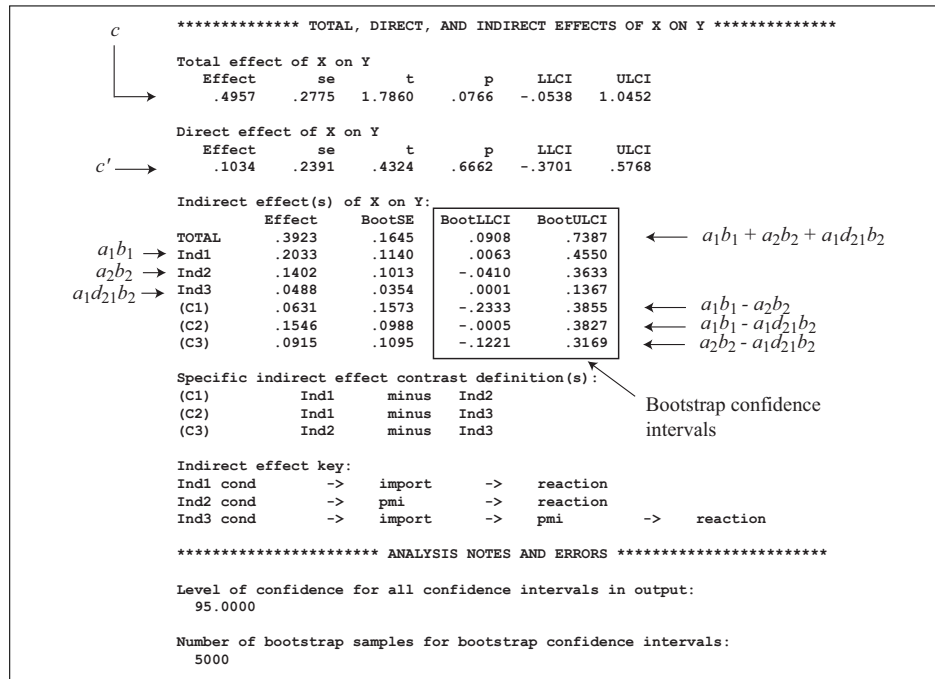 ************** TOTAL, DIRECT, AND INDIRECT EFFECTS OF X ON Y **************
c
Total effect of X on Y
Effect se t p LLCI ULCI
.4957 .2775 1.7860 .0766 -.0538 1.0452
Direct effect of X on Y
Effect se t p LLCI ULCI
c′ .1034 .2391 .4324 .6662 -.3701 .5768
Indirect effect(s) of X on Y:
Effect BootSE BootLLCI BootULCI
TOTAL .3923 .1645 .0908 .7387 a₁b₁ + a₂b₂ + a₁d₂₁b₂
a₁b₁ Ind1 .2033 .1140 .0063 .4550
a₂b₂ Ind2 .1402 .1013 -.0410 .3633
a₁d₂₁b₂ Ind3 .0488 .0354 .0001 .1367
(C1) .0631 .1573 -.2333 .3855 a₁b₁ - a₂b₂
(C2) .1546 .0988 -.0005 .3827 a₁b₁ - a₁d₂₁b₂
(C3) .0915 .1095 -.1221 .3169 a₂b₂ - a₁d₂₁b₂
Specific indirect effect contrast definition(s):
(C1) Ind1 minus Ind2
(C2) Ind1 minus Ind3
(C3) Ind2 minus Ind3
Bootstrap confidence
intervals
Indirect effect key:
Ind1 cond -> import -> reaction
Ind2 cond -> pmi -> reaction
Ind3 cond -> import -> pmi -> reaction
*********************** ANALYSIS NOTES AND ERRORS ************************
Level of confidence for all confidence intervals in output:
95.0000
Number of bootstrap samples for bootstrap confidence intervals:
5000